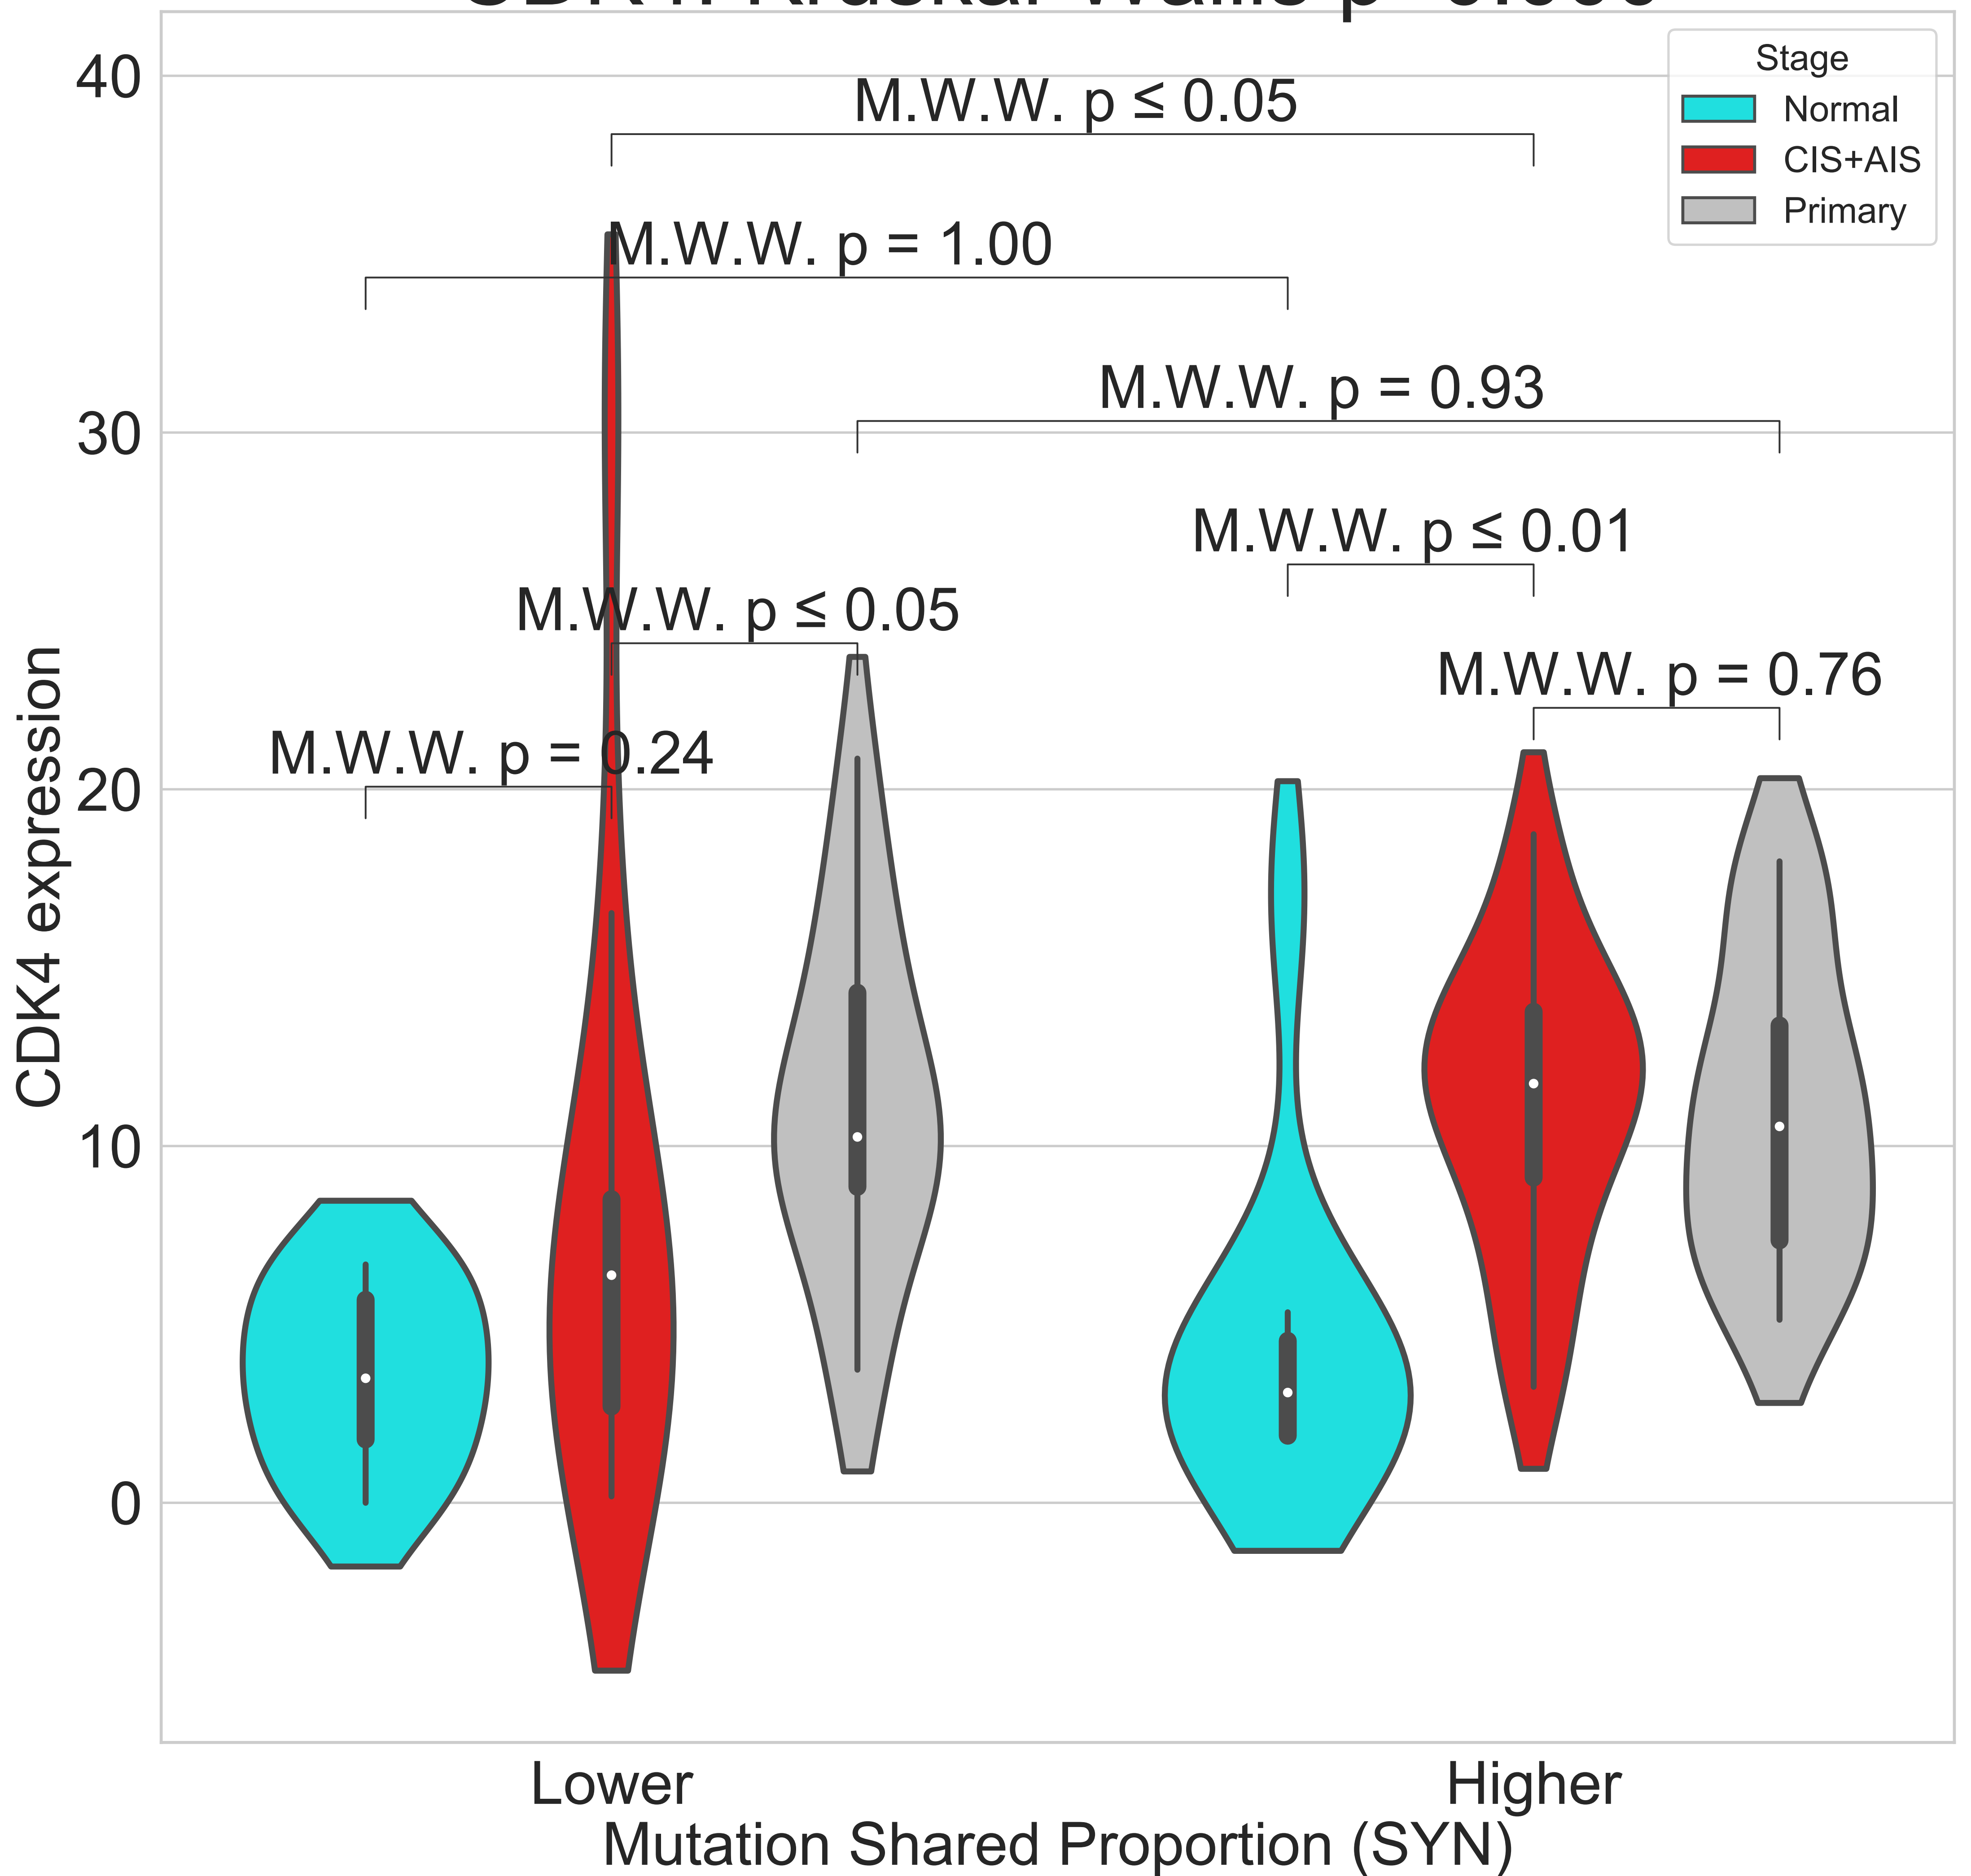 Stage
Normal
CIS+AIS
Primary
M.W.W. p ≤ 0.05
M.W.W. p = 1.00
M.W.W. p = 0.93
M.W.W. p ≤ 0.01
M.W.W. p ≤ 0.05
M.W.W. p = 0.76
M.W.W. p = 0.24
40
30
20
10
0
CDK4 expression
Lower
Higher
Mutation Shared Proportion (SYN)